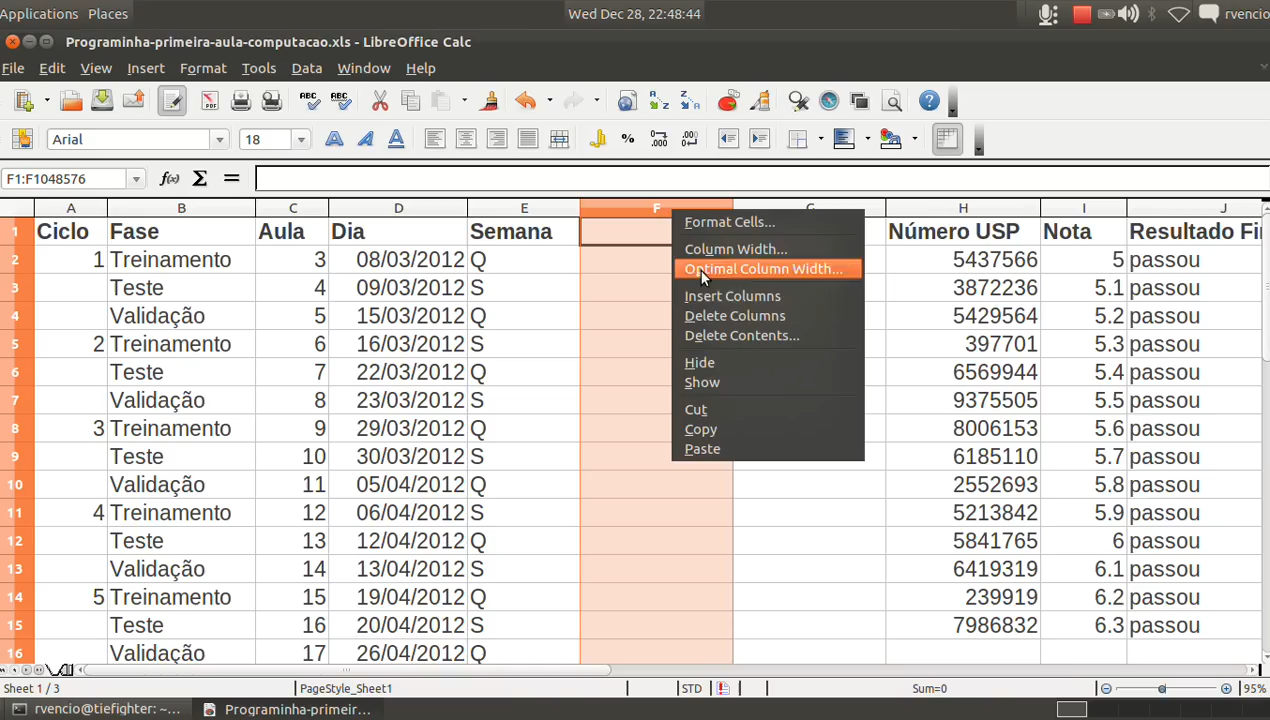 Applications Places Wed Dec 28, 22:48:44 rvencio
Programinha-primeira-aula-computacao.xls - LibreOffice Calc
File Edit View Insert Format Tools Data Window Help
ABC ABC
Arial 18 % .000
F1:F1048576 f(x) Σ =
A B C D E F G H I J
1 Ciclo Fase Aula Dia Semana Número USP Nota Resultado Fi
2 1 Treinamento 3 08/03/2012 Q 5437566 5 passou
3 Teste 4 09/03/2012 S 3872236 5.1 passou
4 Validação 5 15/03/2012 Q 5429564 5.2 passou
5 2 Treinamento 6 16/03/2012 S 397701 5.3 passou
6 Teste 7 22/03/2012 Q 6569944 5.4 passou
7 Validação 8 23/03/2012 S 9375505 5.5 passou
8 3 Treinamento 9 29/03/2012 Q 8006153 5.6 passou
9 Teste 10 30/03/2012 S 6185110 5.7 passou
10 Validação 11 05/04/2012 Q 2552693 5.8 passou
11 4 Treinamento 12 06/04/2012 S 5213842 5.9 passou
12 Teste 13 12/04/2012 Q 5841765 6 passou
13 Validação 14 13/04/2012 S 6419319 6.1 passou
14 5 Treinamento 15 19/04/2012 Q 239919 6.2 passou
15 Teste 16 20/04/2012 S 7986832 6.3 passou
16 Validação 17 26/04/2012 Q
Format Cells...
Column Width...
Optimal Column Width...
Insert Columns
Delete Columns
Delete Contents...
Hide
Show
Cut
Copy
Paste
Sheet 1 / 3 PageStyle_Sheet1 STD Sum=0 95%
rvencio@tiefighter: ~... Programinha-primeir...